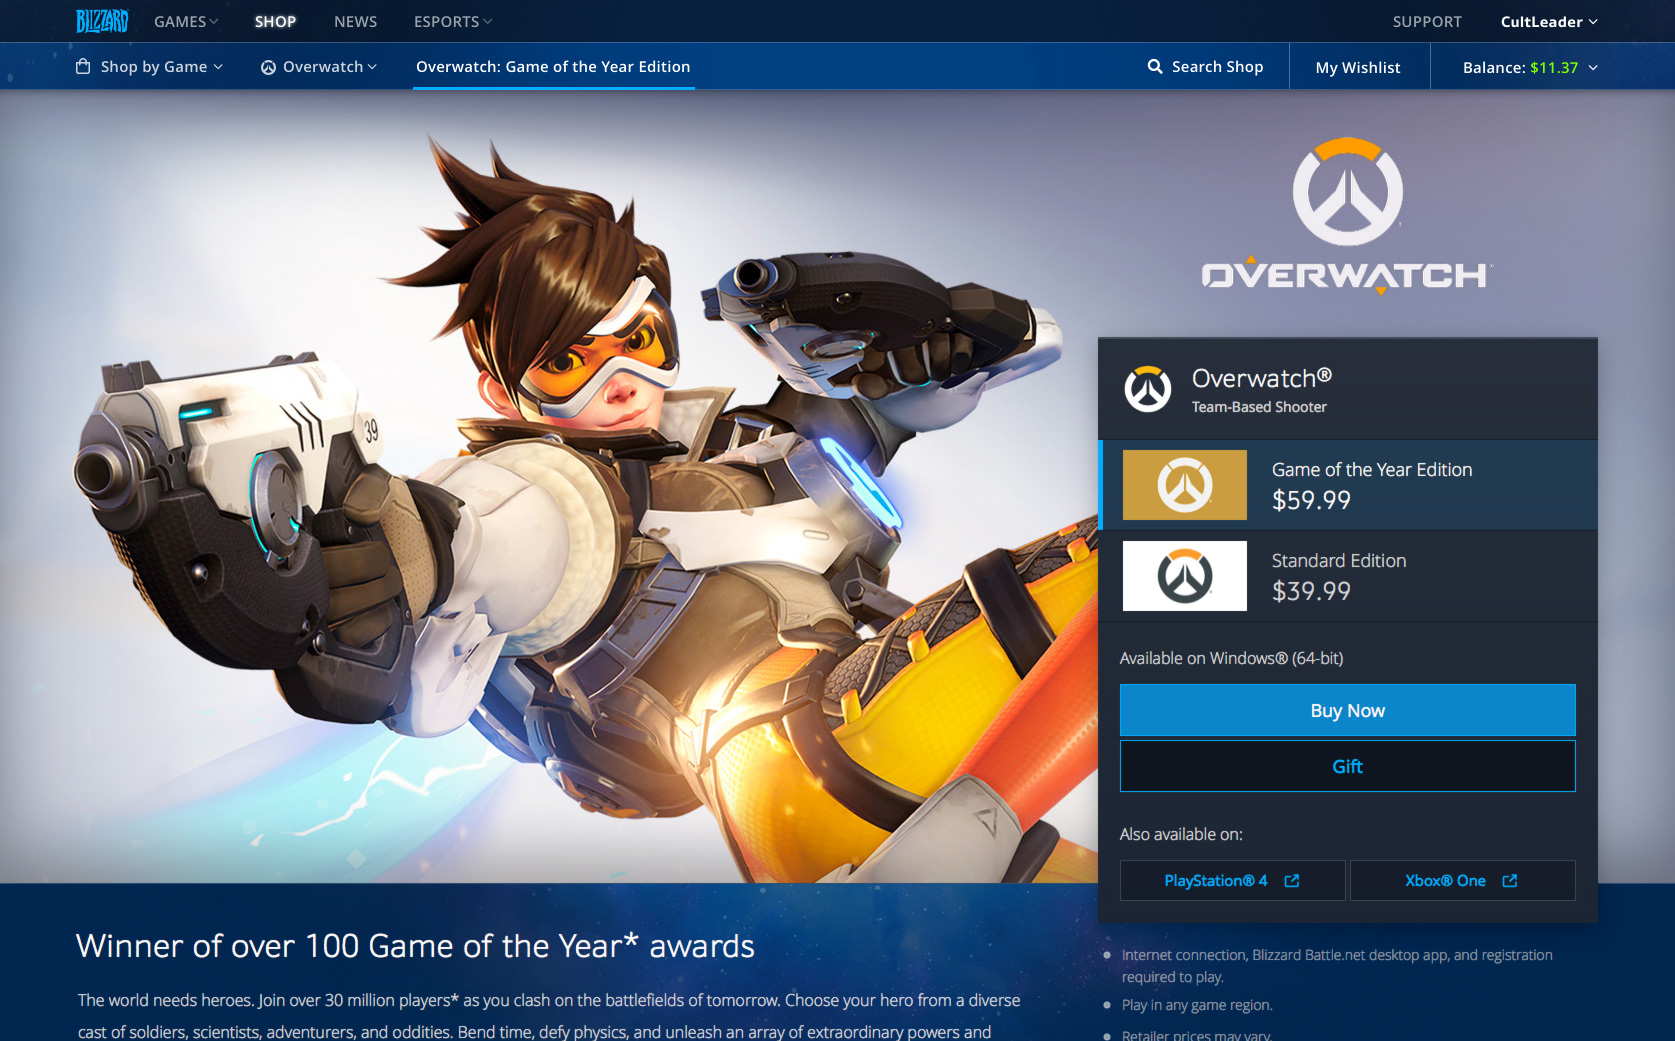 BLIZZARD GAMES SHOP NEWS ESPORTS SUPPORT CultLeader
Shop by Game Overwatch Overwatch: Game of the Year Edition Search Shop My Wishlist Balance: $11.37
OVERWATCH
39
Overwatch®
Team-Based Shooter
Game of the Year Edition
$59.99
Standard Edition
$39.99
Available on Windows® (64-bit)
Buy Now
Gift
Also available on:
PlayStation® 4 Xbox® One
Winner of over 100 Game of the Year* awards
The world needs heroes. Join over 30 million players* as you clash on the battlefields of tomorrow. Choose your hero from a diverse
cast of soldiers, scientists, adventurers, and oddities. Bend time, defy physics, and unleash an array of extraordinary powers and
Internet connection, Blizzard Battle.net desktop app, and registration
required to play.
Play in any game region.
Retailer prices may vary.